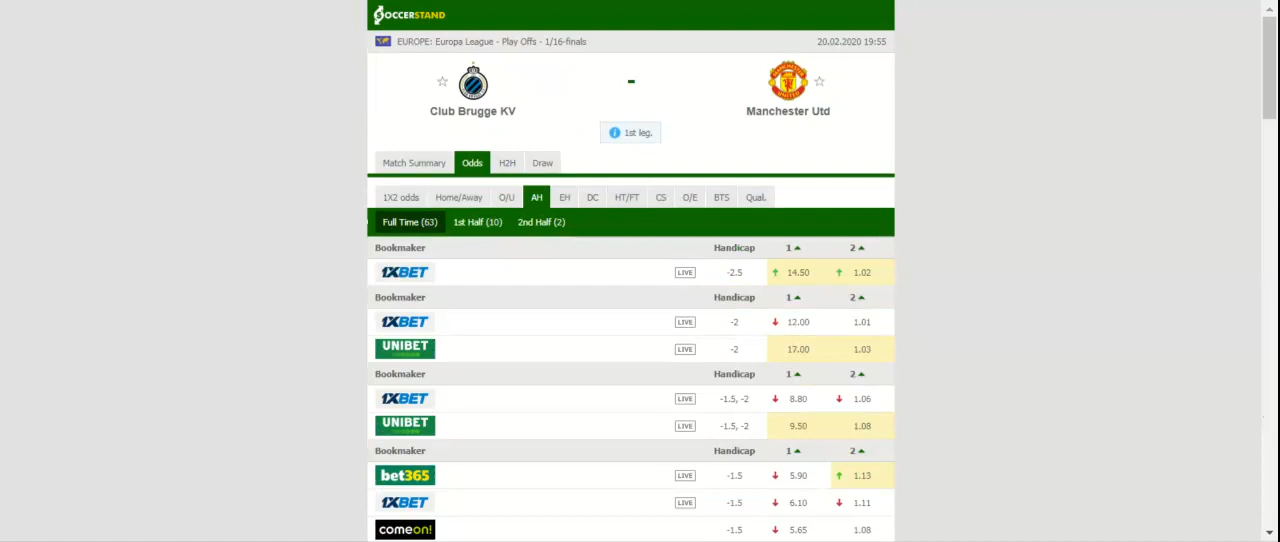 SOCCERSTAND
EUROPE: Europa League - Play Offs - 1/16-finals 20.02.2020 19:55
-
Club Brugge KV Manchester Utd
1st leg.
Match Summary Odds H2H Draw
1X2 odds Home/Away O/U AH EH DC HT/FT CS O/E BTS Qual.
Full Time (63) 1st Half (10) 2nd Half (2)
Bookmaker Handicap 1 2
1XBET LIVE -2.5 14.50 1.02
Bookmaker Handicap 1 2
1XBET LIVE -2 12.00 1.01
UNIBET LIVE -2 17.00 1.03
Bookmaker Handicap 1 2
1XBET LIVE -1.5, -2 8.80 1.06
UNIBET LIVE -1.5, -2 9.50 1.08
Bookmaker Handicap 1 2
bet365 LIVE -1.5 5.90 1.13
1XBET LIVE -1.5 6.10 1.11
comeon! -1.5 5.65 1.08